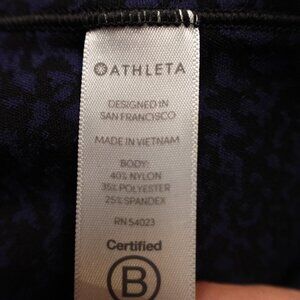 ATHLETA
DESIGNED IN
SAN FRANCISCO
MADE IN VIETNAM
BODY:
40% NYLON
35% POLYESTER
25% SPANDEX
RN 54023
Certified
B